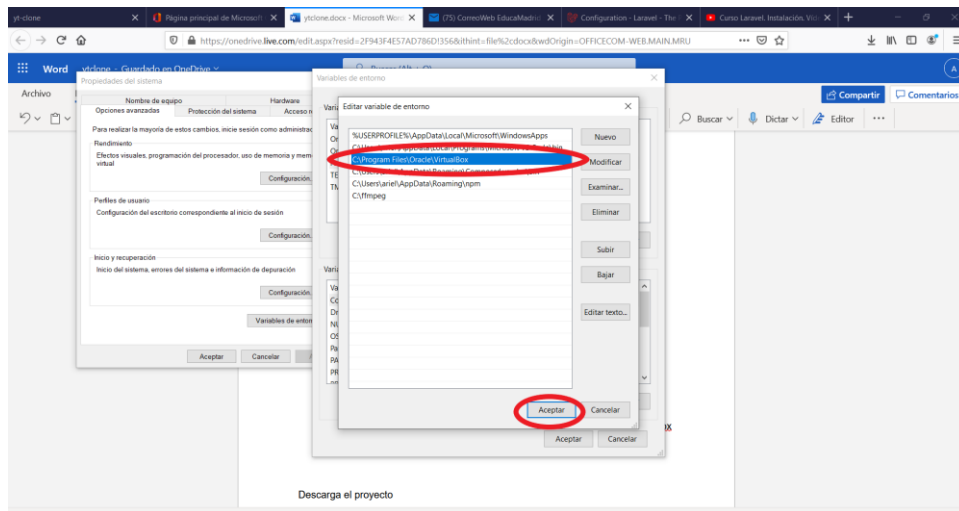 yt-clone
Página principal de Microsoft
ytclone.docx - Microsoft Word
(75) CorreoWeb EducaMadrid
Configuration - Laravel - The
Curso Laravel. Instalación.
https://onedrive.live.com/edit.aspx?resid=2F943F4E57AD786D!356&ithint=file%2cdocx&wdOrigin=OFFICECOM-WEB.MAIN.MRU
Word
ytclone - Guardado en OneDrive
Archivo
Compartir
Comentarios
Buscar
Dictar
Editor
Propiedades del sistema
Nombre de equipo
Hardware
Opciones avanzadas
Protección del sistema
Acceso
Para realizar la mayoría de estos cambios, inicie sesión como
Rendimiento
Efectos visuales, programación del procesador, uso de memoria y
virtual
Configuración
Perfiles de usuario
Configuración del escritorio correspondiente al inicio de sesión
Configuración
Inicio y recuperación
Inicio del sistema, errores del sistema e información de depuración
Configuración
Variables de
Aceptar
Cancelar
Variables de entorno
Editar variable de entorno
%USERPROFILE%\AppData\Local\Microsoft\WindowsApps
C:\Program Files\Oracle\VirtualBox
C:\Users\ariel\AppData\Roaming\npm
C:\ffmpeg
Nuevo
Modificar
Examinar...
Eliminar
Subir
Bajar
Editar texto...
Aceptar
Cancelar
Aceptar
Cancelar
Descarga el proyecto